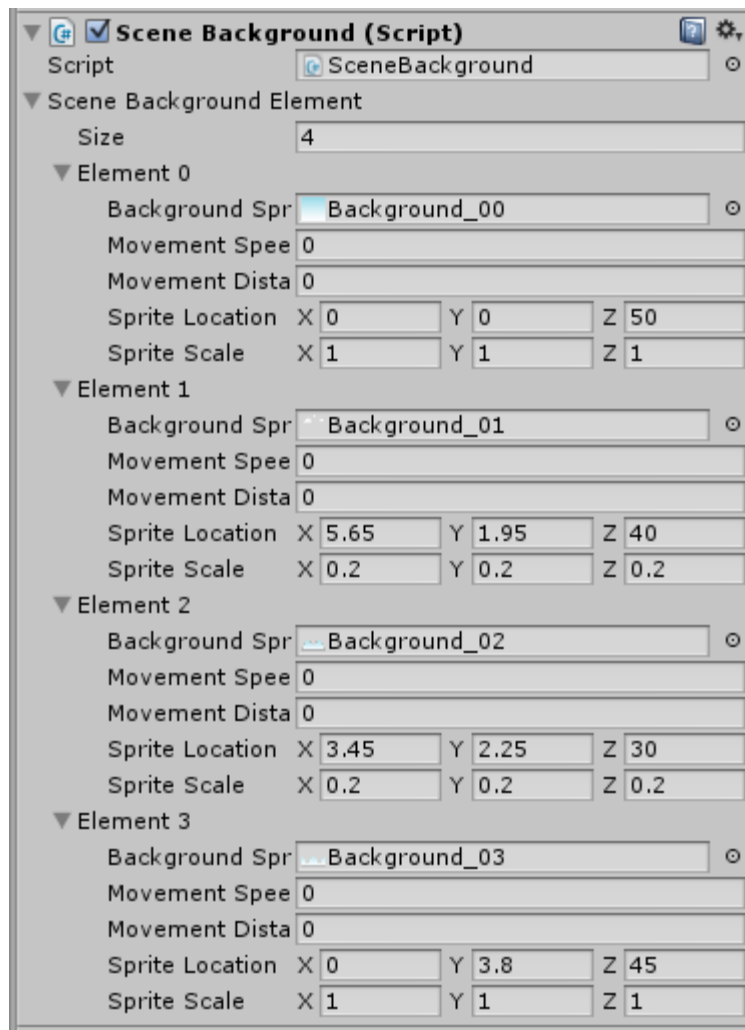 Scene Background (Script)
Script SceneBackground
Scene Background Element
Size 4
Element 0
Background Spr Background_00
Movement Spee 0
Movement Dista 0
Sprite Location X 0 Y 0 Z 50
Sprite Scale X 1 Y 1 Z 1
Element 1
Background Spr Background_01
Movement Spee 0
Movement Dista 0
Sprite Location X 5.65 Y 1.95 Z 40
Sprite Scale X 0.2 Y 0.2 Z 0.2
Element 2
Background Spr Background_02
Movement Spee 0
Movement Dista 0
Sprite Location X 3.45 Y 2.25 Z 30
Sprite Scale X 0.2 Y 0.2 Z 0.2
Element 3
Background Spr Background_03
Movement Spee 0
Movement Dista 0
Sprite Location X 0 Y 3.8 Z 45
Sprite Scale X 1 Y 1 Z 1